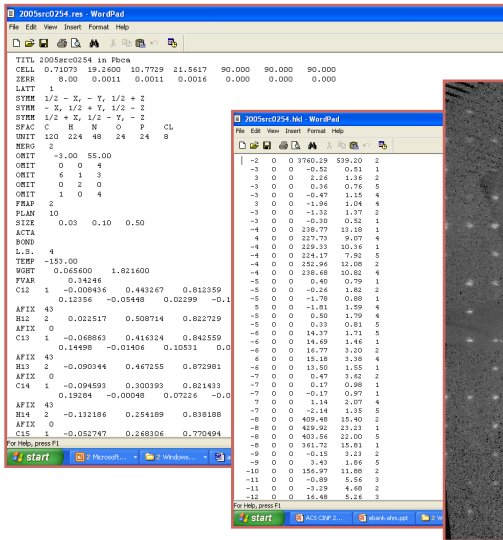 2005src0254.res - WordPad
File Edit View Insert Format Help
TITL 2005src0254 in Pbca
CELL 0.71073 19.2600 10.7729 21.5617 90.000 90.000 90.000
ZERR 8.00 0.0011 0.0011 0.0016 0.000 0.000 0.000
LATT 1
SYMM 1/2 - X, - Y, 1/2 + Z
SYMM - X, 1/2 + Y, 1/2 - Z
SYMM 1/2 + X, 1/2 - Y, - Z
SFAC C H N O P CL
UNIT 120 224 48 24 24 8
MERG 2
OMIT -3.00 55.00
OMIT 0 0 4
OMIT 6 1 3
OMIT 0 2 0
OMIT 1 0 4
FMAP 2
PLAN 10
SIZE 0.03 0.10 0.50
ACTA
BOND
L.S. 4
TEMP -153.00
WGHT 0.065600 1.821600
FVAR 0.34246
C12 1 -0.008436 0.443267 0.812359
0.12356 -0.05448 0.02299 -0.1
AFIX 43
H12 2 0.022517 0.508714 0.822729
AFIX 0
C13 1 -0.068863 0.416324 0.842559
0.14498 -0.01406 0.10531 0.0
AFIX 43
H13 2 -0.090344 0.467255 0.872981
AFIX 0
C14 1 -0.094593 0.300393 0.821433
0.19284 -0.00048 0.07226 -0.0
AFIX 43
H14 2 -0.132186 0.254189 0.838188
AFIX 0
C15 1 -0.052747 0.268306 0.770494
For Help, press F1
start 2 Microsoft... 2 Windows...
2005src0254.hkl - WordPad
File Edit View Insert Format Help
-2 0 0 3760.29 539.20 2
-3 0 0 -0.52 0.51 1
3 0 0 2.26 1.36 2
-3 0 0 0.36 0.76 5
-3 0 0 -0.47 1.15 4
3 0 0 -1.96 1.04 4
-3 0 0 -1.32 1.37 2
-3 0 0 -0.30 0.52 1
-4 0 0 238.77 13.18 1
4 0 0 227.73 9.07 4
-4 0 0 229.33 10.36 1
-4 0 0 224.17 7.92 5
-4 0 0 252.96 12.08 2
-4 0 0 238.68 10.82 4
-5 0 0 0.40 0.79 1
-5 0 0 -0.26 1.82 2
-5 0 0 -1.78 0.88 1
5 0 0 -1.81 1.59 4
-5 0 0 0.50 1.79 4
-5 0 0 0.33 0.81 5
-6 0 0 14.37 1.71 5
-6 0 0 14.69 1.46 1
-6 0 0 16.77 3.20 2
6 0 0 15.18 3.38 4
-6 0 0 13.50 1.55 1
-7 0 0 0.47 3.62 2
-7 0 0 0.17 0.98 1
-7 0 0 -0.17 0.97 1
7 0 0 1.14 2.07 4
-7 0 0 -2.14 1.35 5
-8 0 0 409.48 15.40 2
-8 0 0 429.92 23.23 1
-8 0 0 403.56 22.00 5
-8 0 0 361.72 15.81 1
-9 0 0 -0.15 3.23 2
-9 0 0 3.43 1.86 5
-10 0 0 156.97 11.88 2
-11 0 0 -0.89 5.56 3
-11 0 0 -3.29 4.68 2
-12 0 0 16.48 5.26 3
For Help, press F1
start ACS CINF 2... ebank-ahm.ppt 2 W